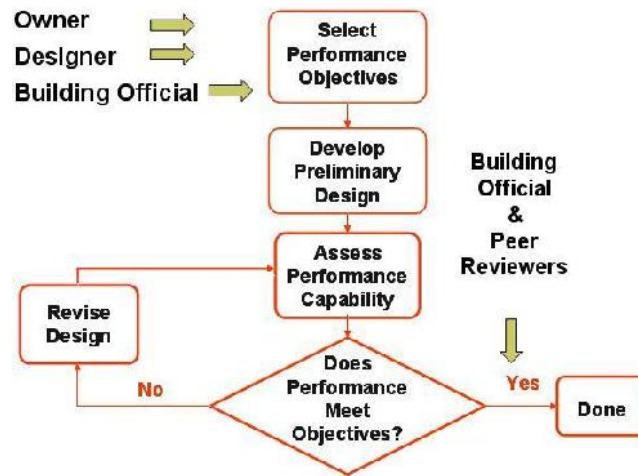 Owner
Designer
Building Official
Select
Performance
Objectives
Develop
Preliminary
Design
Building
Official
&
Peer
Reviewers
Assess
Performance
Capability
Revise
Design
Does
Performance
Meet
Objectives?
No
Yes
Done